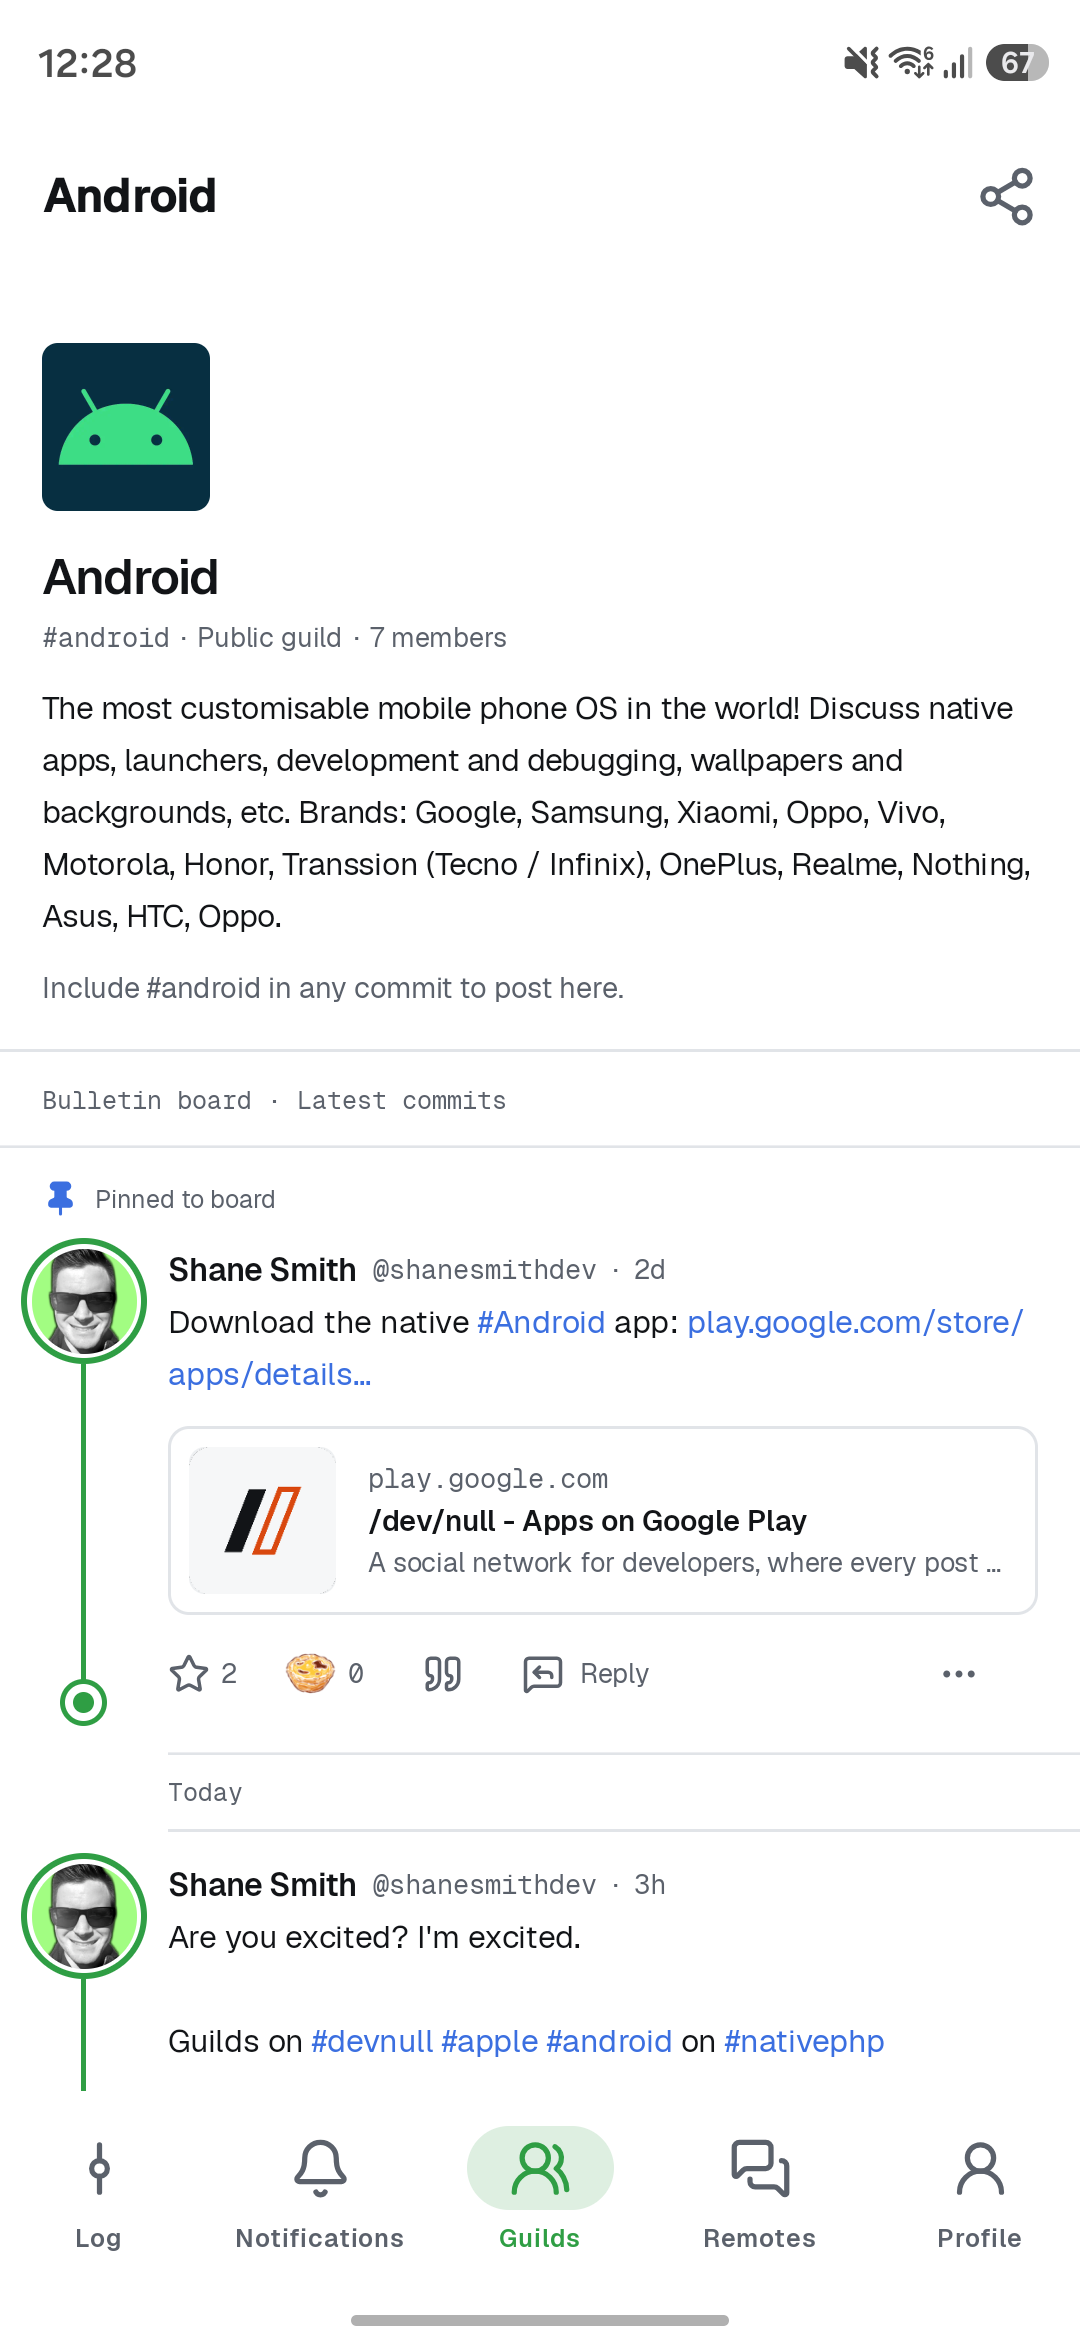 12:28
6
67
Android
Android
#android · Public guild · 7 members
The most customisable mobile phone OS in the world! Discuss native
apps, launchers, development and debugging, wallpapers and
backgrounds, etc. Brands: Google, Samsung, Xiaomi, Oppo, Vivo,
Motorola, Honor, Transsion (Tecno / Infinix), OnePlus, Realme, Nothing,
Asus, HTC, Oppo.
Include #android in any commit to post here.
Bulletin board · Latest commits
Pinned to board
Shane Smith @shanesmithdev · 2d
Download the native #Android app: play.google.com/store/
apps/details…
play.google.com
/dev/null - Apps on Google Play
A social network for developers, where every post …
2 0 Reply
Today
Shane Smith @shanesmithdev · 3h
Are you excited? I'm excited.
Guilds on #devnull #apple #android on #nativephp
Log Notifications Guilds Remotes Profile